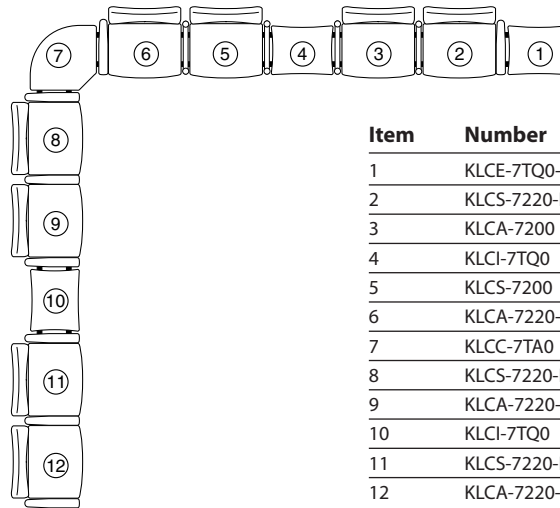 7 6 5 4 3 2 1
8
9
10
11
12
Item Number
1 KLCE-7TQ0-
2 KLCS-7220-
3 KLCA-7200
4 KLCI-7TQ0
5 KLCS-7200
6 KLCA-7220-
7 KLCC-7TA0
8 KLCS-7220-
9 KLCA-7220-
10 KLCI-7TQ0
11 KLCS-7220-
12 KLCA-7220-